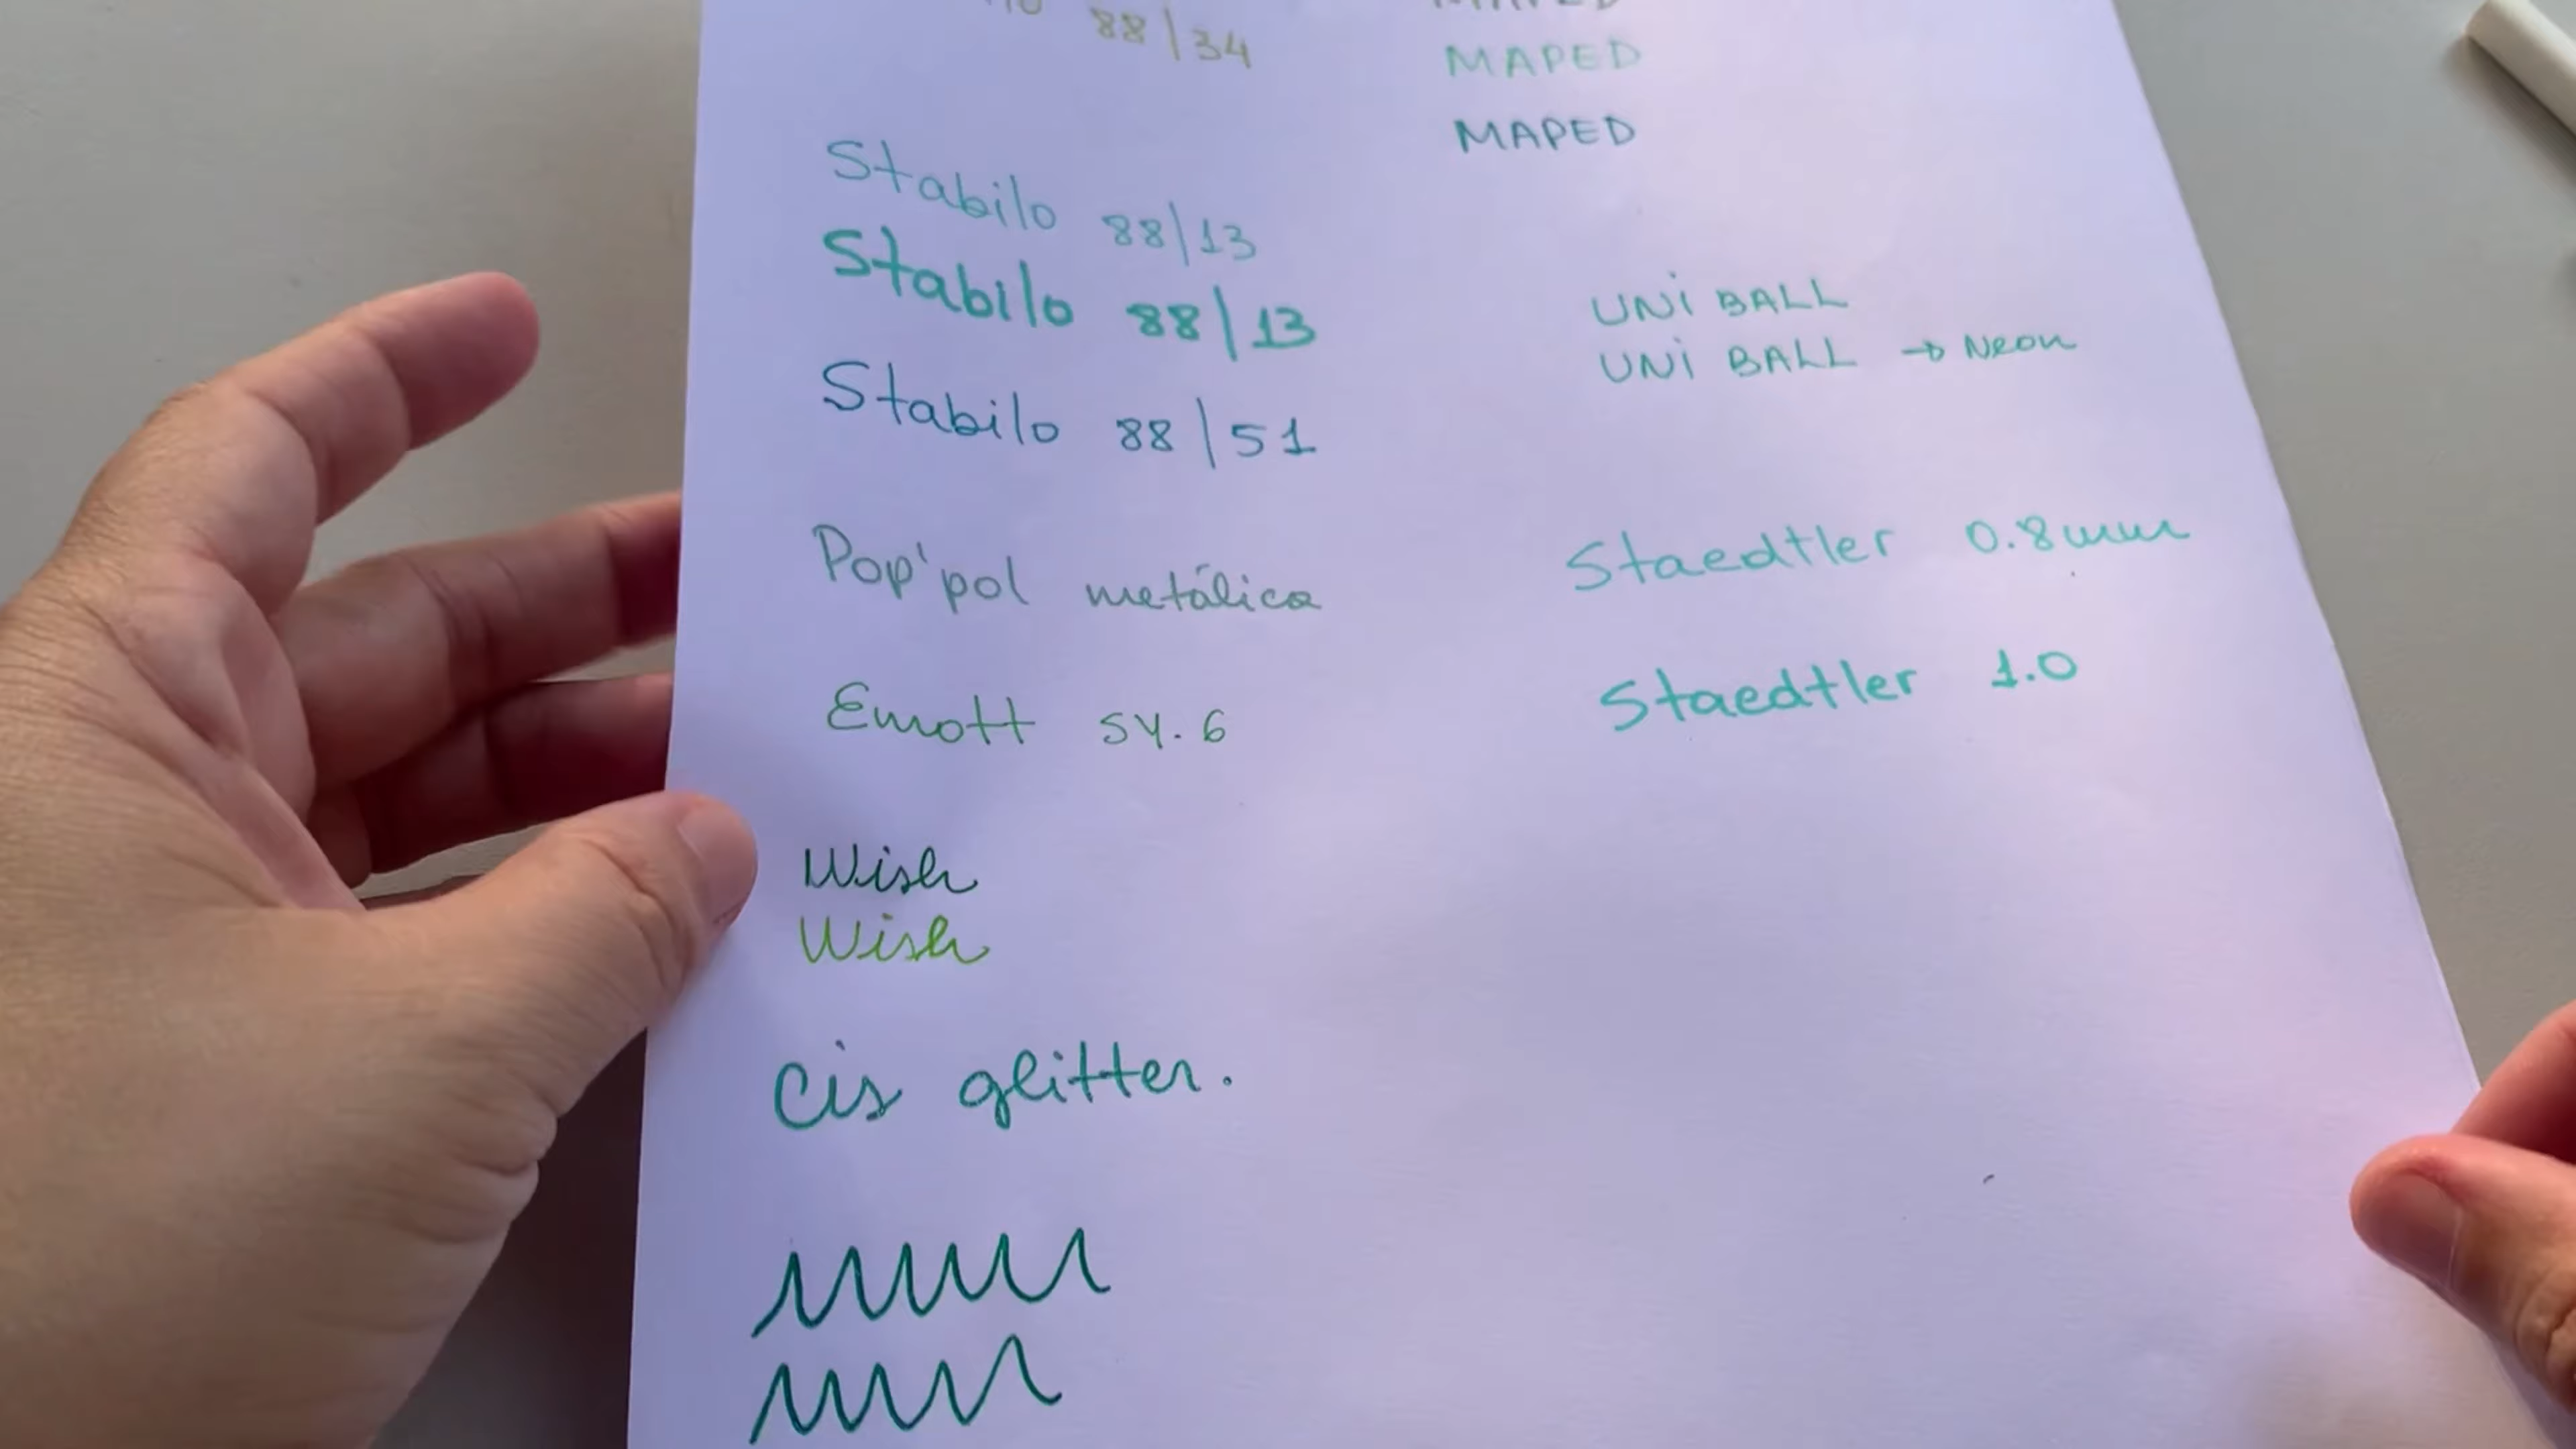 88|34
MAPED
MAPED
Stabilo 88|13
Stabilo 88|13
Stabilo 88|51
Pop'pol metálica
Emott SY.6
Wish
Wish
Cis glitter.
UNi BALL
UNi BALL → Neon
Staedtler 0.8mm
Staedtler 1.0